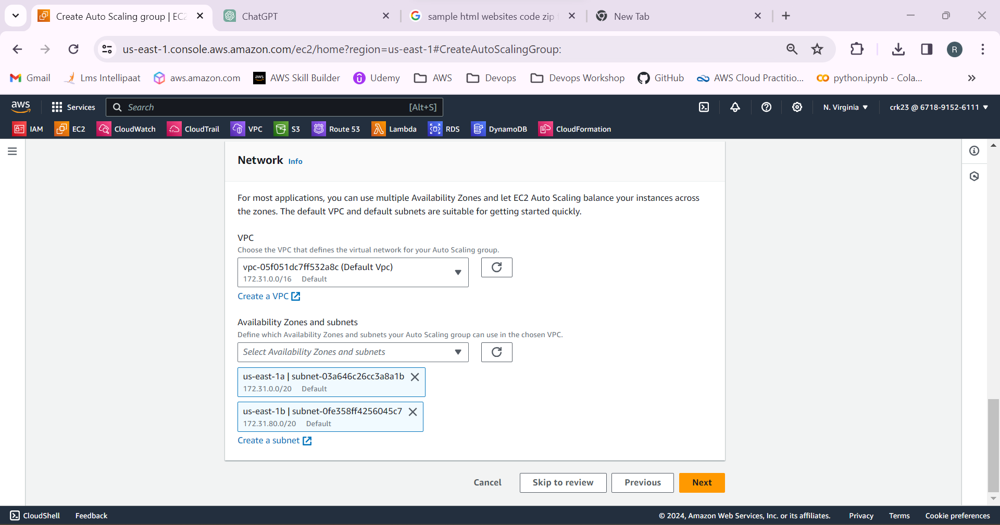 Create Auto Scaling group | EC2
ChatGPT
sample html websites code zip f
New Tab
us-east-1.console.aws.amazon.com/ec2/home?region=us-east-1#CreateAutoScalingGroup:
R
Gmail
Lms Intellipaat
aws.amazon.com
aws
AWS Skill Builder
Udemy
AWS
Devops
Devops Workshop
GitHub
AWS Cloud Practitio...
python.ipynb - Cola...
aws
Services
Search
[Alt+S]
N. Virginia
crk23 @ 6718-9152-6111
IAM
EC2
CloudWatch
CloudTrail
VPC
S3
Route 53
Lambda
RDS
DynamoDB
CloudFormation
Network Info
For most applications, you can use multiple Availability Zones and let EC2 Auto Scaling balance your instances across
the zones. The default VPC and default subnets are suitable for getting started quickly.
VPC
Choose the VPC that defines the virtual network for your Auto Scaling group.
vpc-05f051dc7ff532a8c (Default Vpc)
172.31.0.0/16 Default
Create a VPC
Availability Zones and subnets
Define which Availability Zones and subnets your Auto Scaling group can use in the chosen VPC.
Select Availability Zones and subnets
us-east-1a | subnet-03a646c26cc3a8a1b
172.31.0.0/20 Default
us-east-1b | subnet-0fe358ff4256045c7
172.31.80.0/20 Default
Create a subnet
Cancel
Skip to review
Previous
Next
CloudShell
Feedback
© 2024, Amazon Web Services, Inc. or its affiliates.
Privacy
Terms
Cookie preferences